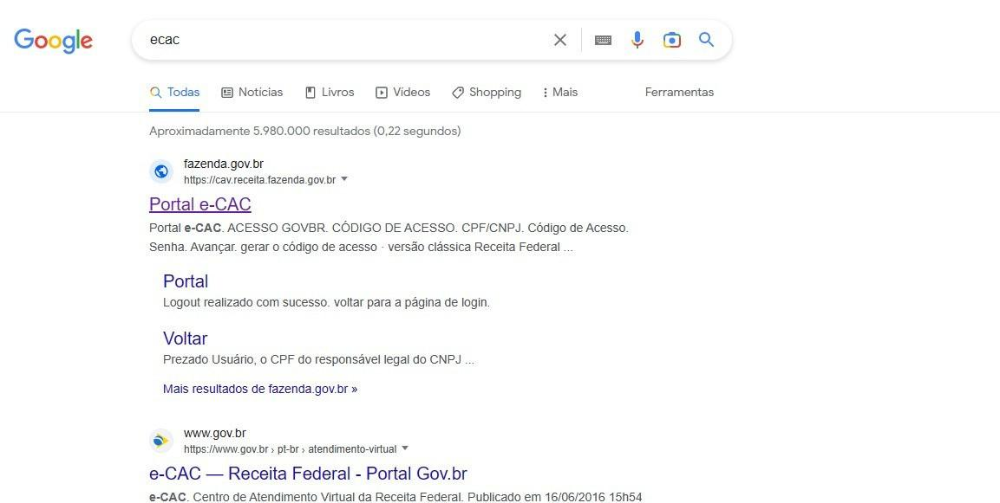 Google
ecac
Todas Notícias Livros Vídeos Shopping Mais Ferramentas
Aproximadamente 5.980.000 resultados (0,22 segundos)
fazenda.gov.br
https://cav.receita.fazenda.gov.br
Portal e-CAC
Portal e-CAC. ACESSO GOVBR. CÓDIGO DE ACESSO. CPF/CNPJ. Código de Acesso.
Senha. Avançar. gerar o código de acesso · versão clássica Receita Federal ...
Portal
Logout realizado com sucesso. voltar para a página de login.
Voltar
Prezado Usuário, o CPF do responsável legal do CNPJ ...
Mais resultados de fazenda.gov.br »
www.gov.br
https://www.gov.br › pt-br › atendimento-virtual
e-CAC — Receita Federal - Portal Gov.br
e-CAC. Centro de Atendimento Virtual da Receita Federal. Publicado em 16/06/2016 15h54